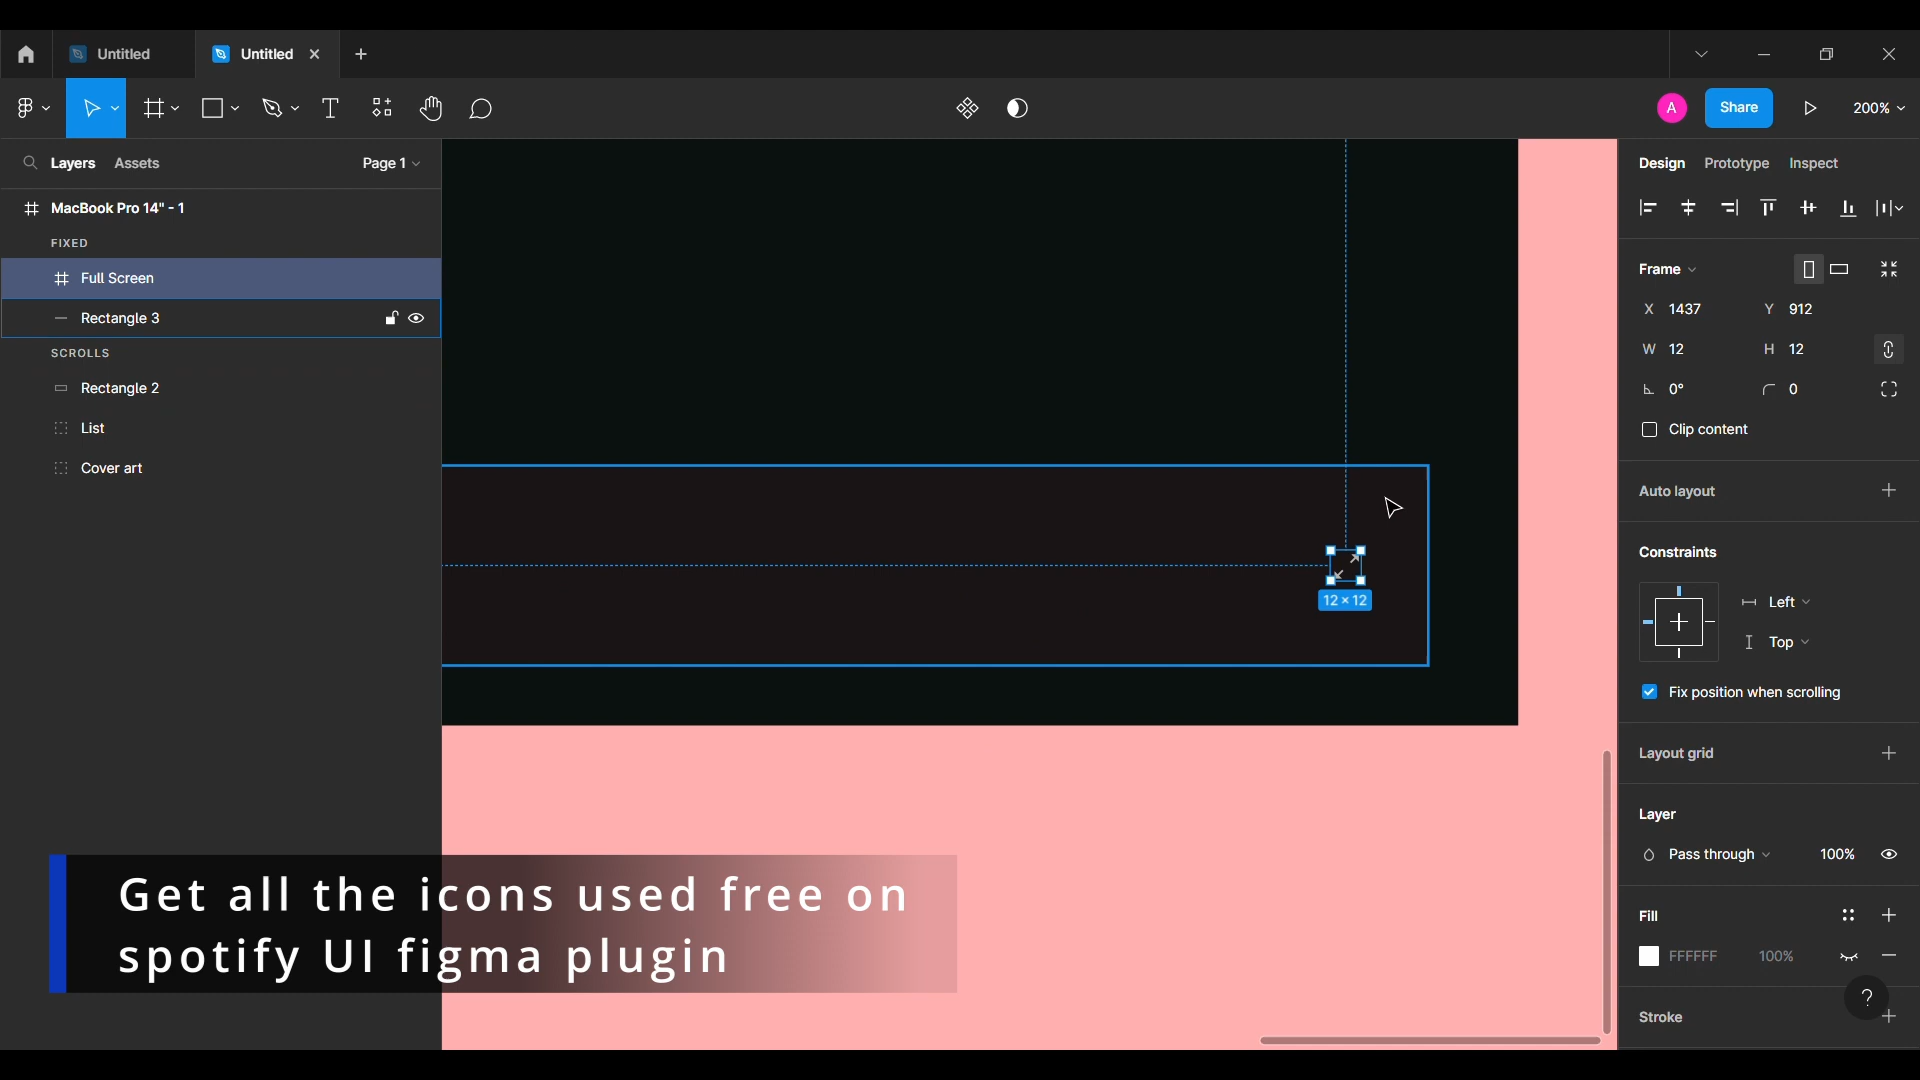 Untitled
Untitled
A
Share
200%
Layers
Assets
Page 1
MacBook Pro 14" - 1
FIXED
Full Screen
Rectangle 3
SCROLLS
Rectangle 2
List
Cover art
12 × 12
Get all the icons used free on
spotify UI figma plugin
Design
Prototype
Inspect
Frame
X 1437
Y 912
W 12
H 12
0°
0
Clip content
Auto layout
Constraints
Left
Top
Fix position when scrolling
Layout grid
Layer
Pass through
100%
Fill
FFFFFF
100%
?
Stroke